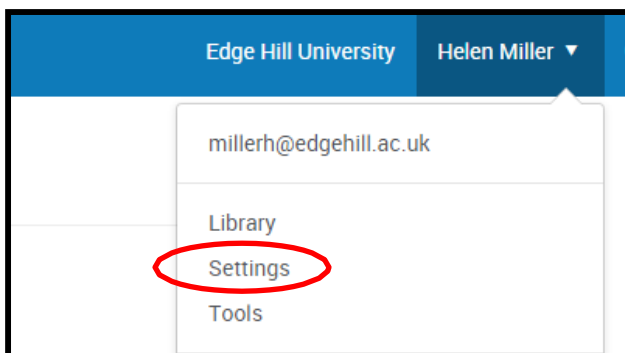 Edge Hill University Helen Miller ▼
millerh@edgehill.ac.uk
Library
Settings
Tools